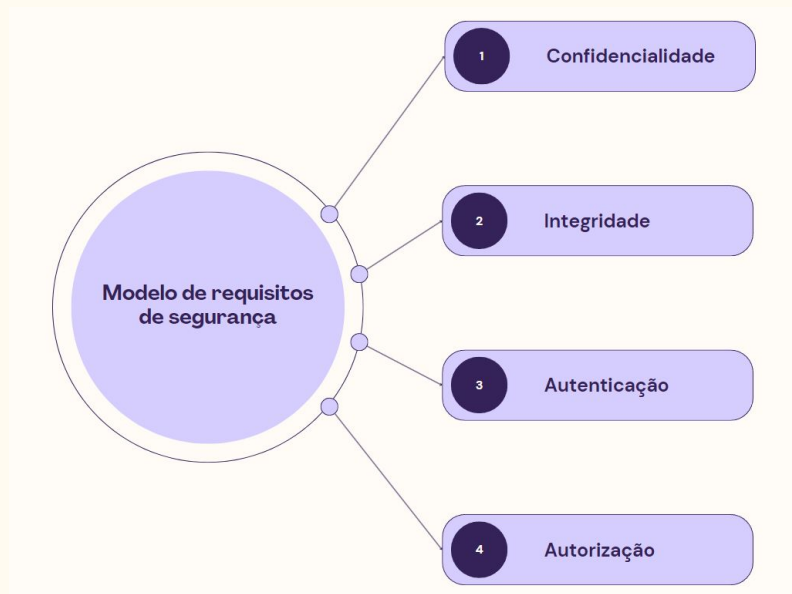 Modelo de requisitos
de segurança
1
Confidencialidade
2
Integridade
3
Autenticação
4
Autorização